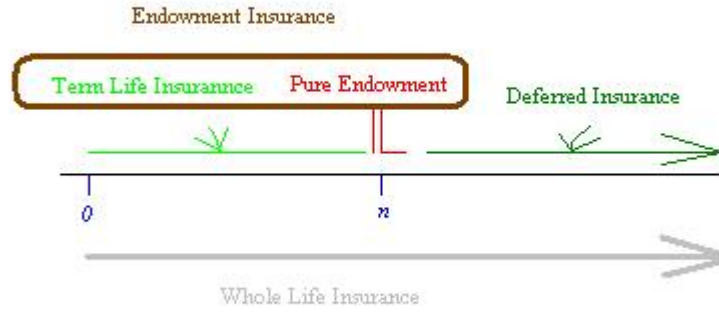 Endowment Insurance
Term Life Insurannce Pure Endowment
Deferred Insurance
0 n
Whole Life Insurance